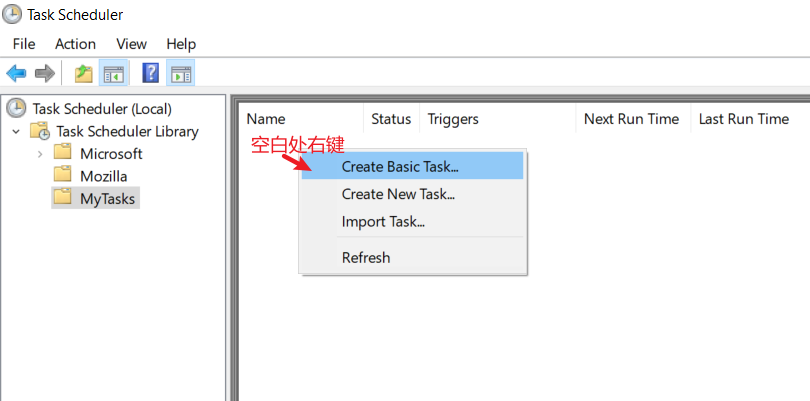 Task Scheduler
File Action View Help
Task Scheduler (Local)
Task Scheduler Library
Microsoft
Mozilla
MyTasks
Name Status Triggers Next Run Time Last Run Time
空白处右键
Create Basic Task...
Create New Task...
Import Task...
Refresh